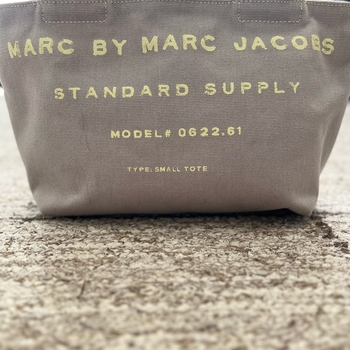 MARC BY MARC JACOBS
STANDARD SUPPLY
MODEL# 0622.61
TYPE: SMALL TOTE